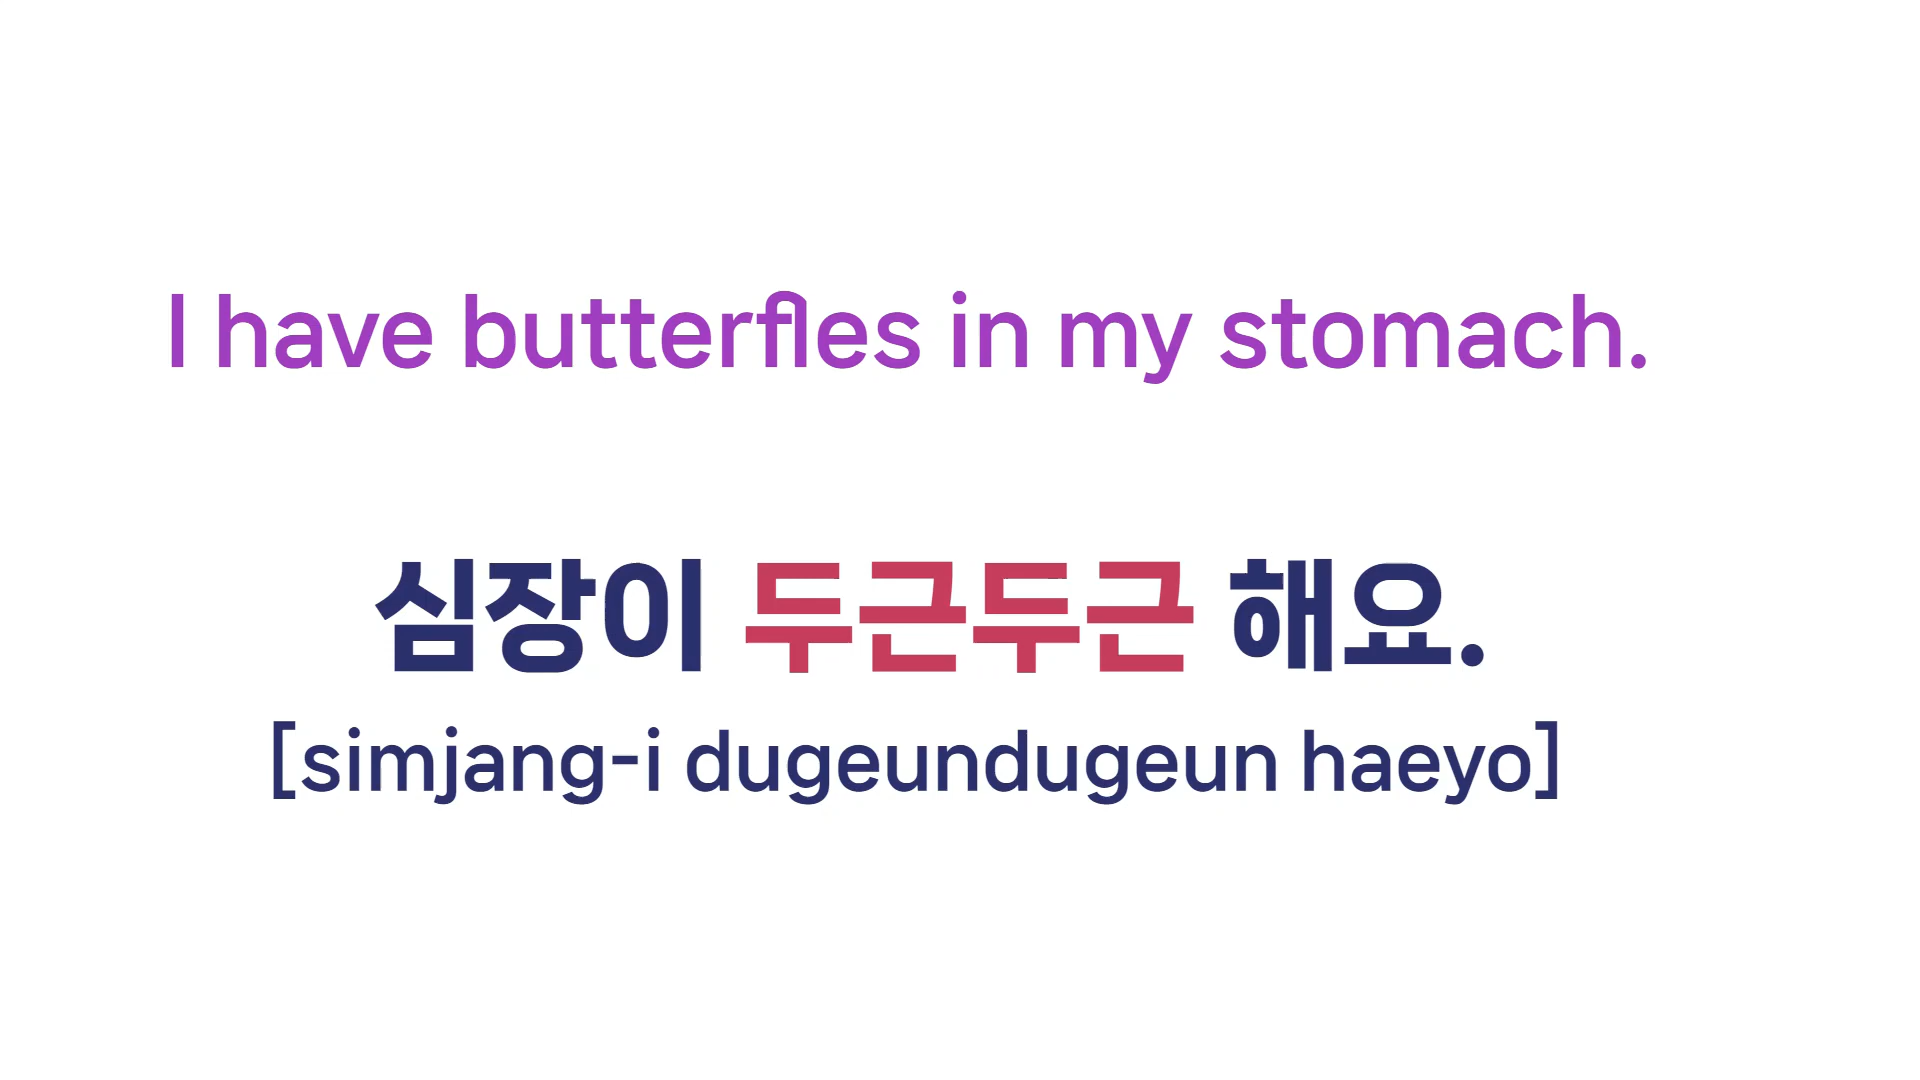 I have butterfles in my stomach.
심장이 두근두근 해요.
[simjang-i dugeundugeun haeyo]